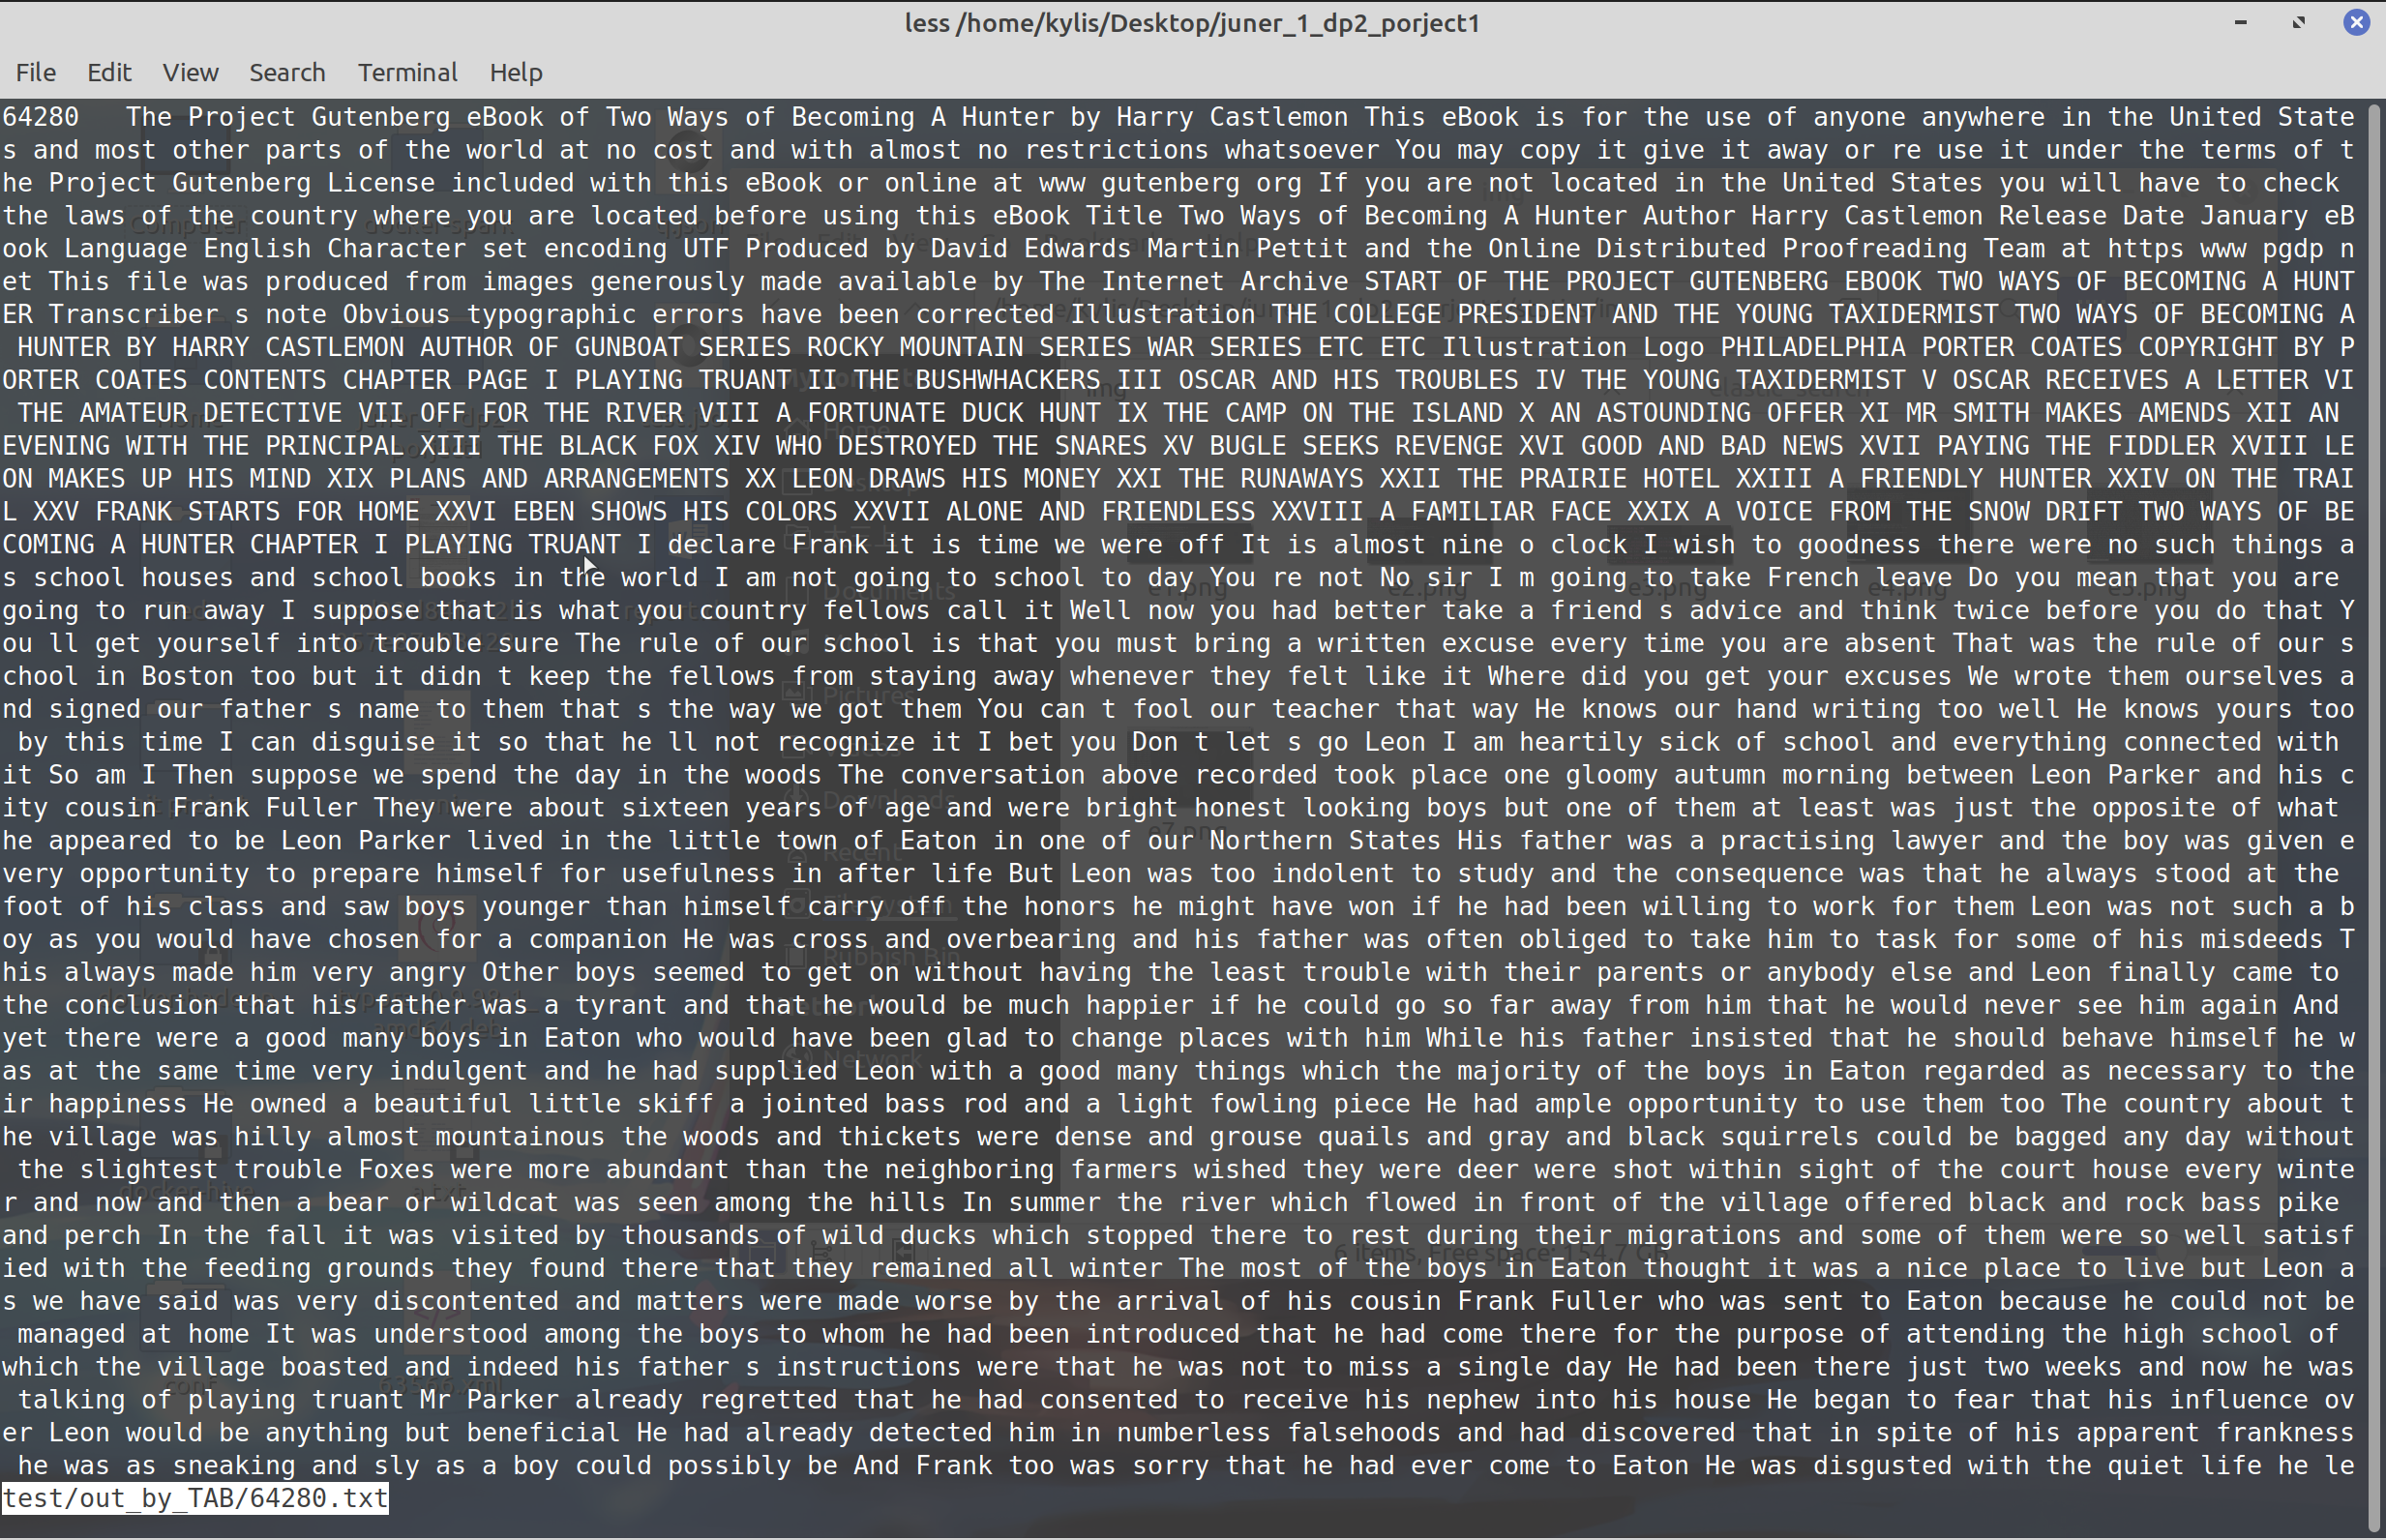 less /home/kylis/Desktop/juner_1_dp2_porject1
File Edit View Search Terminal Help
64280   The Project Gutenberg eBook of Two Ways of Becoming A Hunter by Harry Castlemon This eBook is for the use of anyone anywhere in the United State
s and most other parts of the world at no cost and with almost no restrictions whatsoever You may copy it give it away or re use it under the terms of t
he Project Gutenberg License included with this eBook or online at www gutenberg org If you are not located in the United States you will have to check
the laws of the country where you are located before using this eBook Title Two Ways of Becoming A Hunter Author Harry Castlemon Release Date January eB
ook Language English Character set encoding UTF Produced by David Edwards Martin Pettit and the Online Distributed Proofreading Team at https www pgdp n
et This file was produced from images generously made available by The Internet Archive START OF THE PROJECT GUTENBERG EBOOK TWO WAYS OF BECOMING A HUNT
ER Transcriber s note Obvious typographic errors have been corrected Illustration THE COLLEGE PRESIDENT AND THE YOUNG TAXIDERMIST TWO WAYS OF BECOMING A
 HUNTER BY HARRY CASTLEMON AUTHOR OF GUNBOAT SERIES ROCKY MOUNTAIN SERIES WAR SERIES ETC ETC Illustration Logo PHILADELPHIA PORTER COATES COPYRIGHT BY P
ORTER COATES CONTENTS CHAPTER PAGE I PLAYING TRUANT II THE BUSHWHACKERS III OSCAR AND HIS TROUBLES IV THE YOUNG TAXIDERMIST V OSCAR RECEIVES A LETTER VI
 THE AMATEUR DETECTIVE VII OFF FOR THE RIVER VIII A FORTUNATE DUCK HUNT IX THE CAMP ON THE ISLAND X AN ASTOUNDING OFFER XI MR SMITH MAKES AMENDS XII AN
EVENING WITH THE PRINCIPAL XIII THE BLACK FOX XIV WHO DESTROYED THE SNARES XV BUGLE SEEKS REVENGE XVI GOOD AND BAD NEWS XVII PAYING THE FIDDLER XVIII LE
ON MAKES UP HIS MIND XIX PLANS AND ARRANGEMENTS XX LEON DRAWS HIS MONEY XXI THE RUNAWAYS XXII THE PRAIRIE HOTEL XXIII A FRIENDLY HUNTER XXIV ON THE TRAI
L XXV FRANK STARTS FOR HOME XXVI EBEN SHOWS HIS COLORS XXVII ALONE AND FRIENDLESS XXVIII A FAMILIAR FACE XXIX A VOICE FROM THE SNOW DRIFT TWO WAYS OF BE
COMING A HUNTER CHAPTER I PLAYING TRUANT I declare Frank it is time we were off It is almost nine o clock I wish to goodness there were no such things a
s school houses and school books in the world I am not going to school to day You re not No sir I m going to take French leave Do you mean that you are
going to run away I suppose that is what you country fellows call it Well now you had better take a friend s advice and think twice before you do that Y
ou ll get yourself into trouble sure The rule of our school is that you must bring a written excuse every time you are absent That was the rule of our s
chool in Boston too but it didn t keep the fellows from staying away whenever they felt like it Where did you get your excuses We wrote them ourselves a
nd signed our father s name to them that s the way we got them You can t fool our teacher that way He knows our hand writing too well He knows yours too
 by this time I can disguise it so that he ll not recognize it I bet you Don t let s go Leon I am heartily sick of school and everything connected with
it So am I Then suppose we spend the day in the woods The conversation above recorded took place one gloomy autumn morning between Leon Parker and his c
ity cousin Frank Fuller They were about sixteen years of age and were bright honest looking boys but one of them at least was just the opposite of what
he appeared to be Leon Parker lived in the little town of Eaton in one of our Northern States His father was a practising lawyer and the boy was given e
very opportunity to prepare himself for usefulness in after life But Leon was too indolent to study and the consequence was that he always stood at the
foot of his class and saw boys younger than himself carry off the honors he might have won if he had been willing to work for them Leon was not such a b
oy as you would have chosen for a companion He was cross and overbearing and his father was often obliged to take him to task for some of his misdeeds T
his always made him very angry Other boys seemed to get on without having the least trouble with their parents or anybody else and Leon finally came to
the conclusion that his father was a tyrant and that he would be much happier if he could go so far away from him that he would never see him again And
yet there were a good many boys in Eaton who would have been glad to change places with him While his father insisted that he should behave himself he w
as at the same time very indulgent and he had supplied Leon with a good many things which the majority of the boys in Eaton regarded as necessary to the
ir happiness He owned a beautiful little skiff a jointed bass rod and a light fowling piece He had ample opportunity to use them too The country about t
he village was hilly almost mountainous the woods and thickets were dense and grouse quails and gray and black squirrels could be bagged any day without
 the slightest trouble Foxes were more abundant than the neighboring farmers wished they were deer were shot within sight of the court house every winte
r and now and then a bear or wildcat was seen among the hills In summer the river which flowed in front of the village offered black and rock bass pike
and perch In the fall it was visited by thousands of wild ducks which stopped there to rest during their migrations and some of them were so well satisf
ied with the feeding grounds they found there that they remained all winter The most of the boys in Eaton thought it was a nice place to live but Leon a
s we have said was very discontented and matters were made worse by the arrival of his cousin Frank Fuller who was sent to Eaton because he could not be
 managed at home It was understood among the boys to whom he had been introduced that he had come there for the purpose of attending the high school of
which the village boasted and indeed his father s instructions were that he was not to miss a single day He had been there just two weeks and now he was
 talking of playing truant Mr Parker already regretted that he had consented to receive his nephew into his house He began to fear that his influence ov
er Leon would be anything but beneficial He had already detected him in numberless falsehoods and had discovered that in spite of his apparent frankness
 he was as sneaking and sly as a boy could possibly be And Frank too was sorry that he had ever come to Eaton He was disgusted with the quiet life he le
test/out_by_TAB/64280.txt